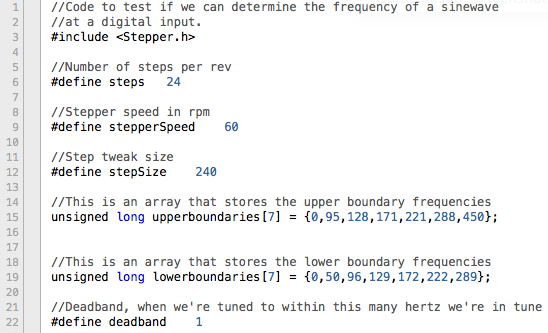 1 //Code to test if we can determine the frequency of a sinewave
2 //at a digital input.
3 #include <Stepper.h>
4
5 //Number of steps per rev
6 #define steps 24
7
8 //Stepper speed in rpm
9 #define stepperSpeed 60
10
11 //Step tweak size
12 #define stepSize 240
13
14 //This is an array that stores the upper boundary frequencies
15 unsigned long upperboundaries[7] = {0,95,128,171,221,288,450};
16
17
18 //This is an array that stores the lower boundary frequencies
19 unsigned long lowerboundaries[7] = {0,50,96,129,172,222,289};
20
21 //Deadband, when we're tuned to within this many hertz we're in tune
22 #define deadband 1